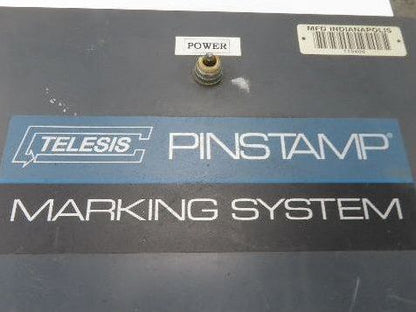 MFD INDIANAPOLIS
POWER
TELESIS PINSTAMP®
MARKING SYSTEM